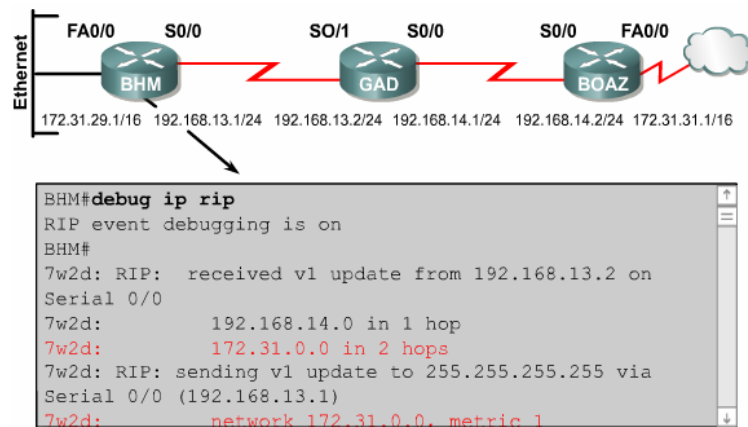 FA0/0 S0/0 SO/1 S0/0 S0/0 FA0/0
Ethernet
BHM GAD BOAZ
172.31.29.1/16 192.168.13.1/24 192.168.13.2/24 192.168.14.1/24 192.168.14.2/24 172.31.31.1/16
BHM#debug ip rip
RIP event debugging is on
BHM#
7w2d: RIP: received v1 update from 192.168.13.2 on
Serial 0/0
7w2d: 192.168.14.0 in 1 hop
7w2d: 172.31.0.0 in 2 hops
7w2d: RIP: sending v1 update to 255.255.255.255 via
Serial 0/0 (192.168.13.1)
7w2d: network 172.31.0.0, metric 1